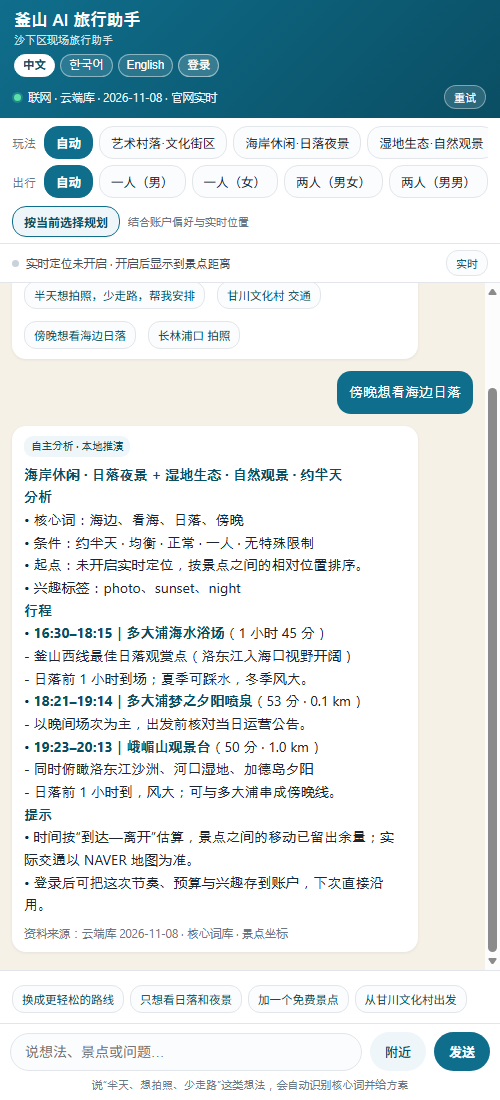 釜山 AI 旅行助手
沙下区现场旅行助手
中文 한국어 English 登录
联网 · 云端库 · 2026-11-08 · 官网实时 重试
玩法 自动 艺术村落·文化街区 海岸休闲·日落夜景 湿地生态·自然观景
出行 自动 一人（男） 一人（女） 两人（男女） 两人（男男）
按当前选择规划 结合账户偏好与实时位置
实时定位未开启 · 开启后显示到景点距离 实时
半天想拍照，少走路，帮我安排 甘川文化村 交通
傍晚想看海边日落 长林浦口 拍照
傍晚想看海边日落
自主分析 · 本地推演
海岸休闲 · 日落夜景 + 湿地生态 · 自然观景 · 约半天
分析
• 核心词：海边、看海、日落、傍晚
• 条件：约半天 · 均衡 · 正常 · 一人 · 无特殊限制
• 起点：未开启实时定位，按景点之间的相对位置排序。
• 兴趣标签：photo、sunset、night
行程
• 16:30–18:15 | 多大浦海水浴场（1 小时 45 分）
- 釜山西线最佳日落观赏点（洛东江入海口视野开阔）
- 日落前 1 小时到场；夏季可踩水，冬季风大。
• 18:21–19:14 | 多大浦梦之夕阳喷泉（53 分 · 0.1 km）
- 以晚间场次为主，出发前核对当日运营公告。
• 19:23–20:13 | 峨嵋山观景台（50 分 · 1.0 km）
- 同时俯瞰洛东江沙洲、河口湿地、加德岛夕阳
- 日落前 1 小时到，风大；可与多大浦串成傍晚线。
提示
• 时间按“到达—离开”估算，景点之间的移动已留出余量；实
际交通以 NAVER 地图为准。
• 登录后可把这次节奏、预算与兴趣存到账户，下次直接沿
用。
资料来源：云端库 2026-11-08 · 核心词库 · 景点坐标
换成更轻松的路线 只想看日落和夜景 加一个免费景点 从甘川文化村出发
说想法、景点或问题... 附近 发送
说“半天、想拍照、少走路”这类想法，会自动识别核心词并给方案